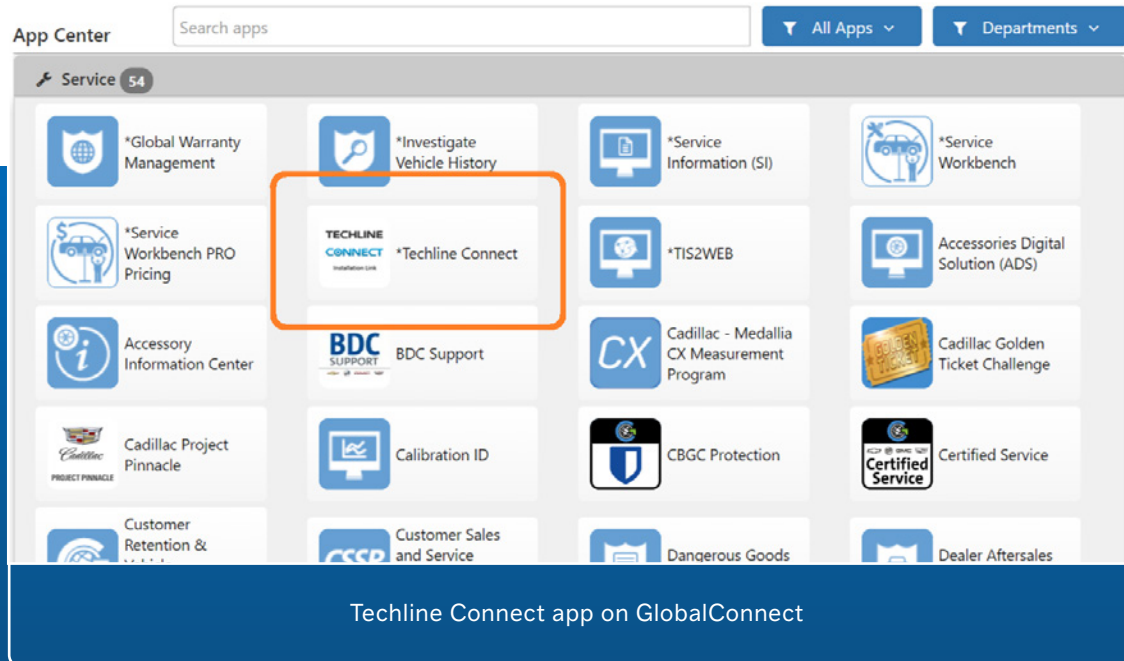 App Center
Search apps
All Apps
Departments
Service 54
*Global Warranty
Management
*Investigate
Vehicle History
*Service
Information (SI)
*Service
Workbench
*Service
Workbench PRO
Pricing
TECHLINE
CONNECT
Installation Link
*Techline Connect
*TIS2WEB
Accessories Digital
Solution (ADS)
Accessory
Information Center
BDC
SUPPORT
BDC Support
CX
Cadillac - Medallia
CX Measurement
Program
GOLDEN
TICKET
Cadillac Golden
Ticket Challenge
Cadillac
PROJECT PINNACLE
Cadillac Project
Pinnacle
Calibration ID
CBGC Protection
Certified
Service
Certified Service
Customer
Retention &
CSSR
Customer Sales
and Service
Dangerous Goods
Dealer Aftersales
Techline Connect app on GlobalConnect